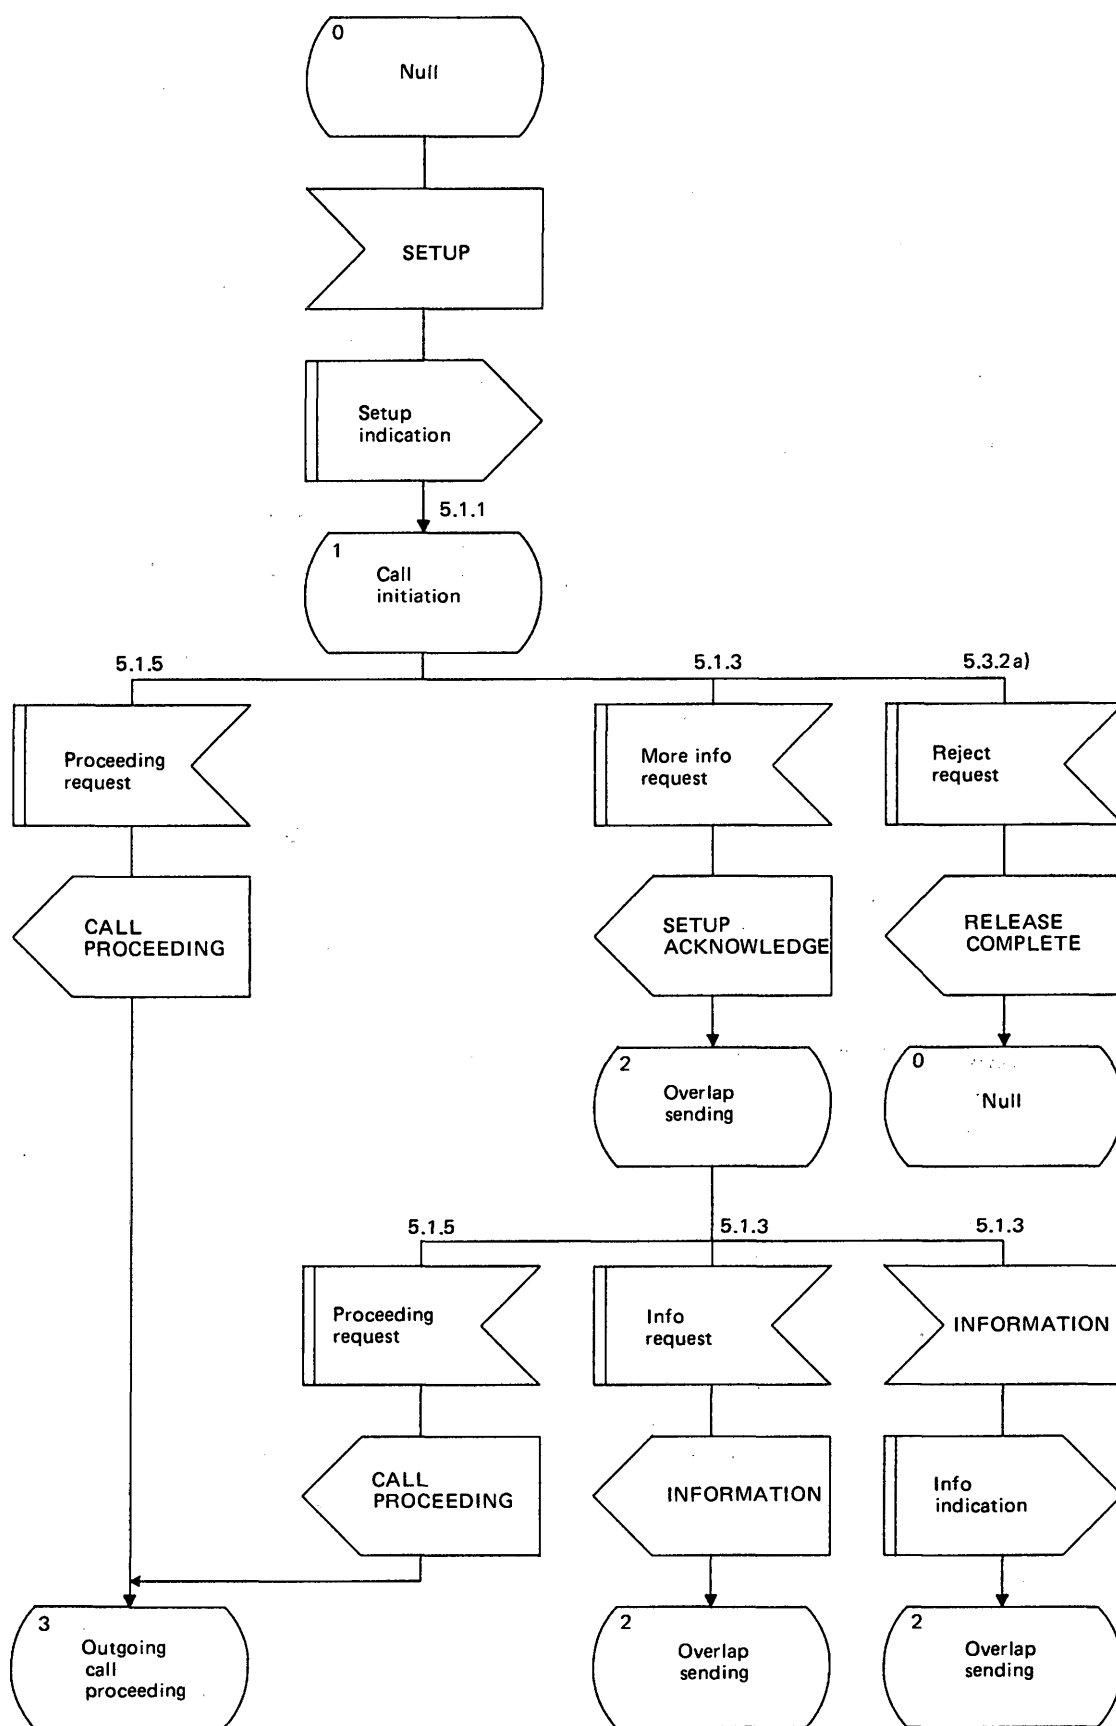 0
Null
SETUP
Setup
indication
5.1.1
1
Call
initiation
5.1.5
5.1.3
5.3.2a)
Proceeding
request
More info
request
Reject
request
CALL
PROCEEDING
SETUP
ACKNOWLEDGE
RELEASE
COMPLETE
2
Overlap
sending
0
Null
5.1.5
5.1.3
5.1.3
Proceeding
request
Info
request
INFORMATION
CALL
PROCEEDING
INFORMATION
Info
indication
3
Outgoing
call
proceeding
2
Overlap
sending
2
Overlap
sending